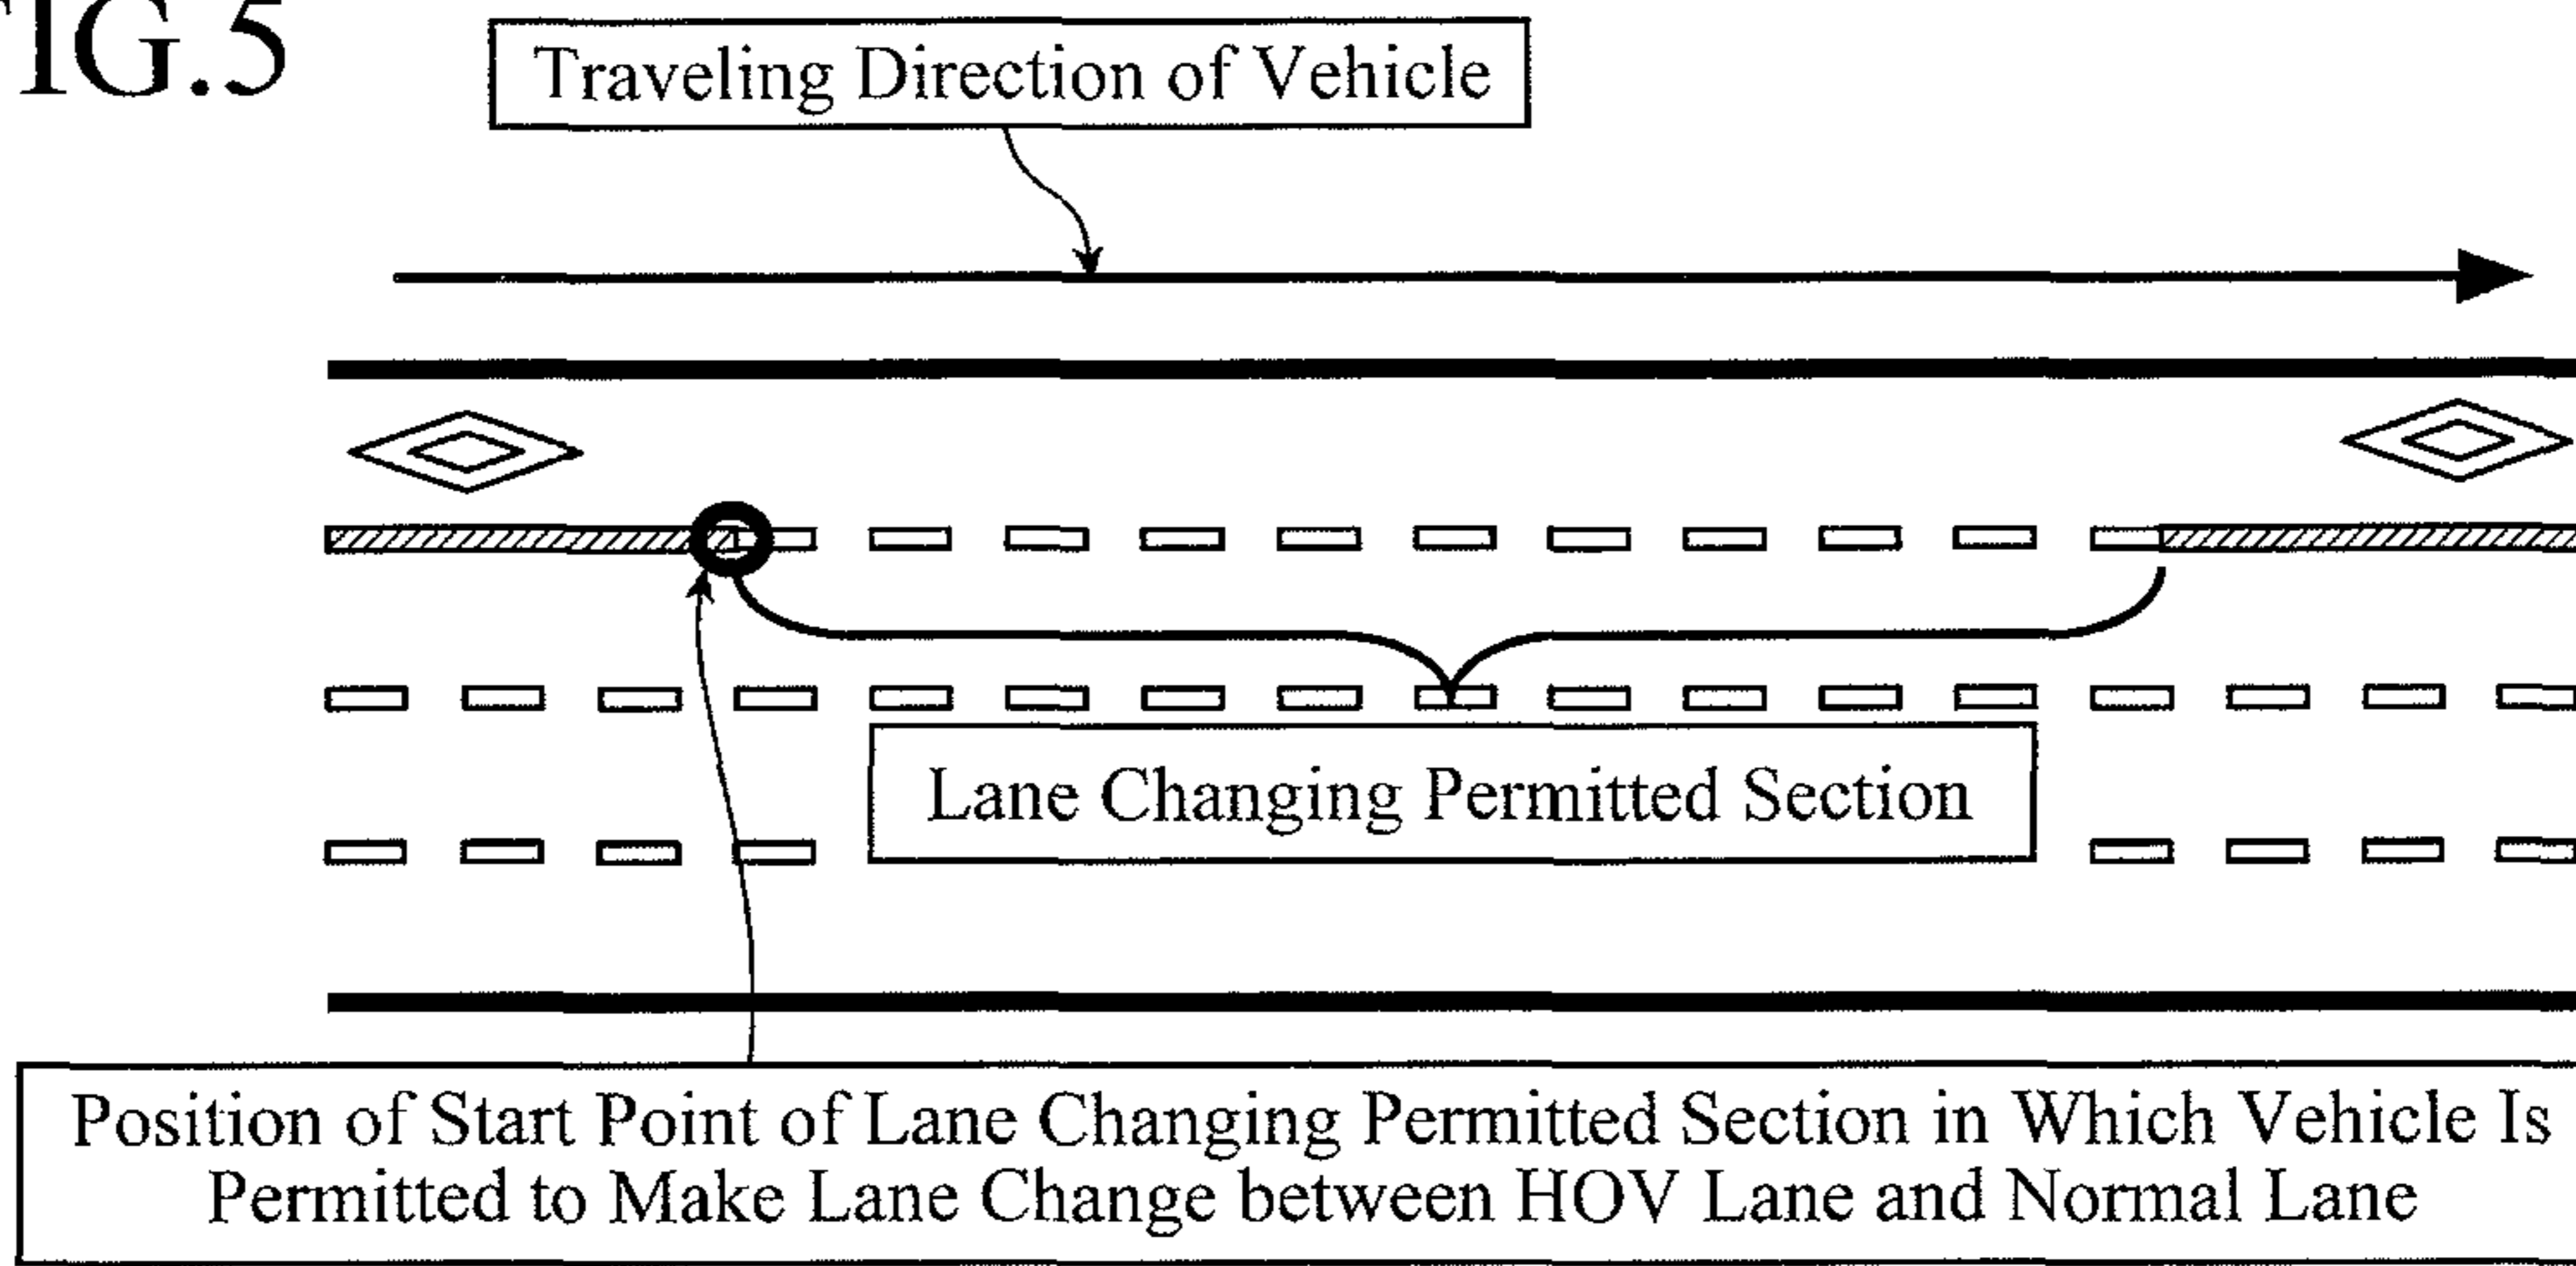 FIG.5
Traveling Direction of Vehicle
Lane Changing Permitted Section
Position of Start Point of Lane Changing Permitted Section in Which Vehicle Is
Permitted to Make Lane Change between HOV Lane and Normal Lane